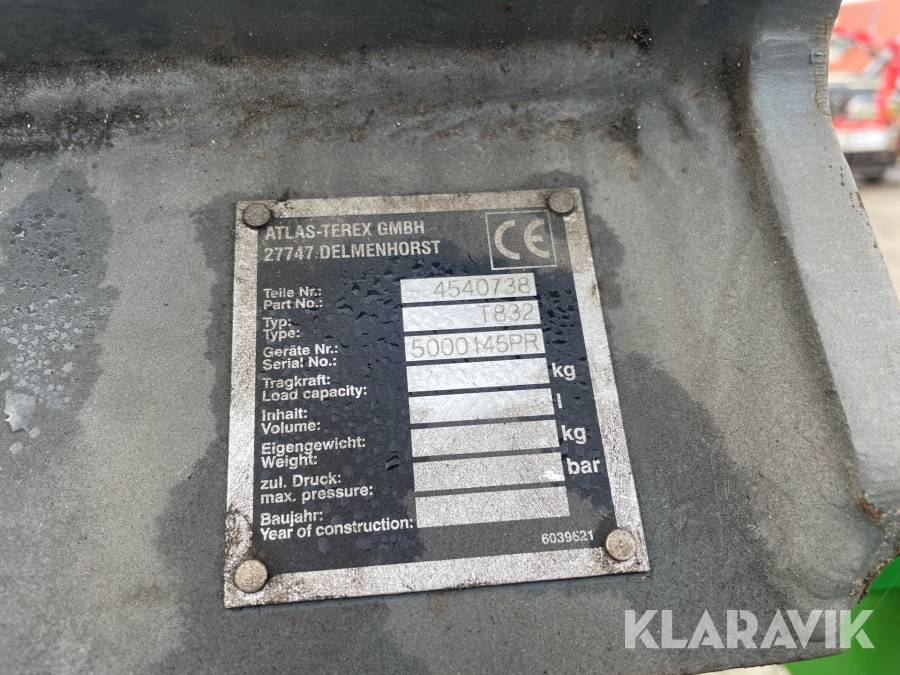 ATLAS-TEREX GMBH
27747.DELMENHORST
CE
Teile Nr.:
Part No.: 4540738
Typ:
Type: T832
Geräte Nr.:
Serial No.: 5000145PR
Tragkraft: kg
Load capacity:
Inhalt: l
Volume:
Eigengewicht: kg
Weight:
zul. Druck: bar
max. pressure:
Baujahr:
Year of construction:
6039621
KLARAVIK